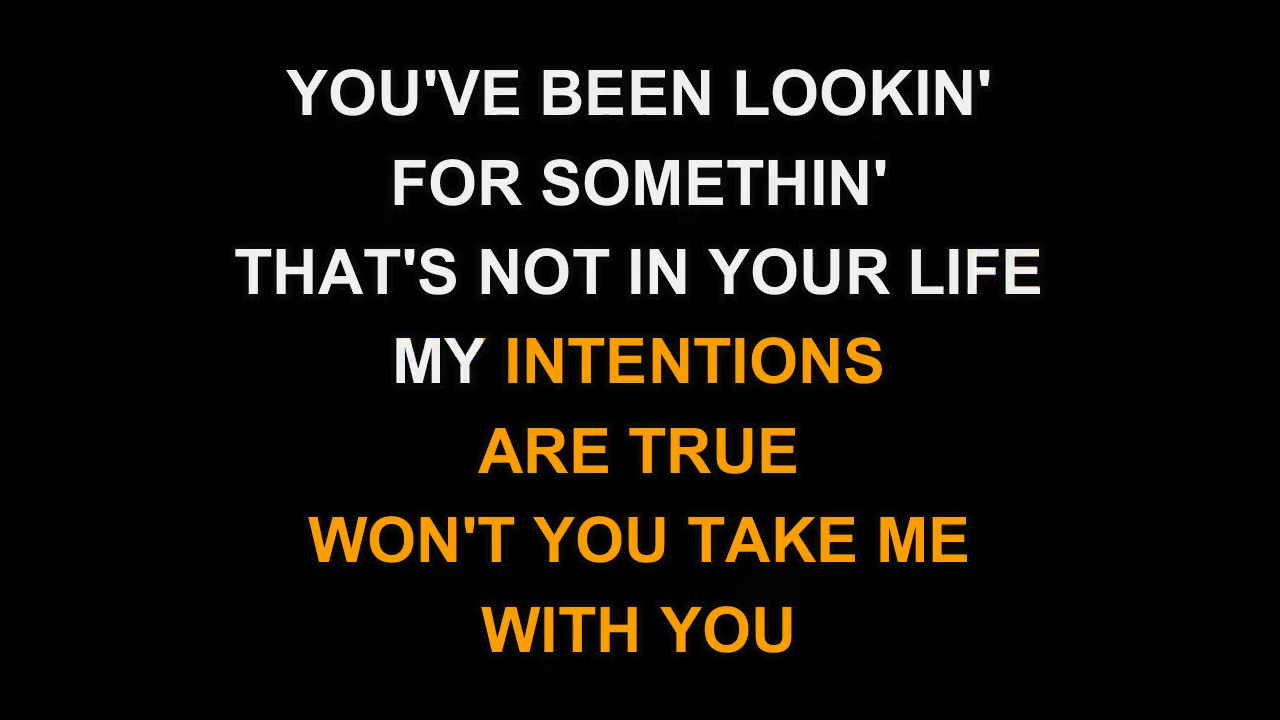 YOU'VE BEEN LOOKIN'
FOR SOMETHIN'
THAT'S NOT IN YOUR LIFE
MY INTENTIONS
ARE TRUE
WON'T YOU TAKE ME
WITH YOU